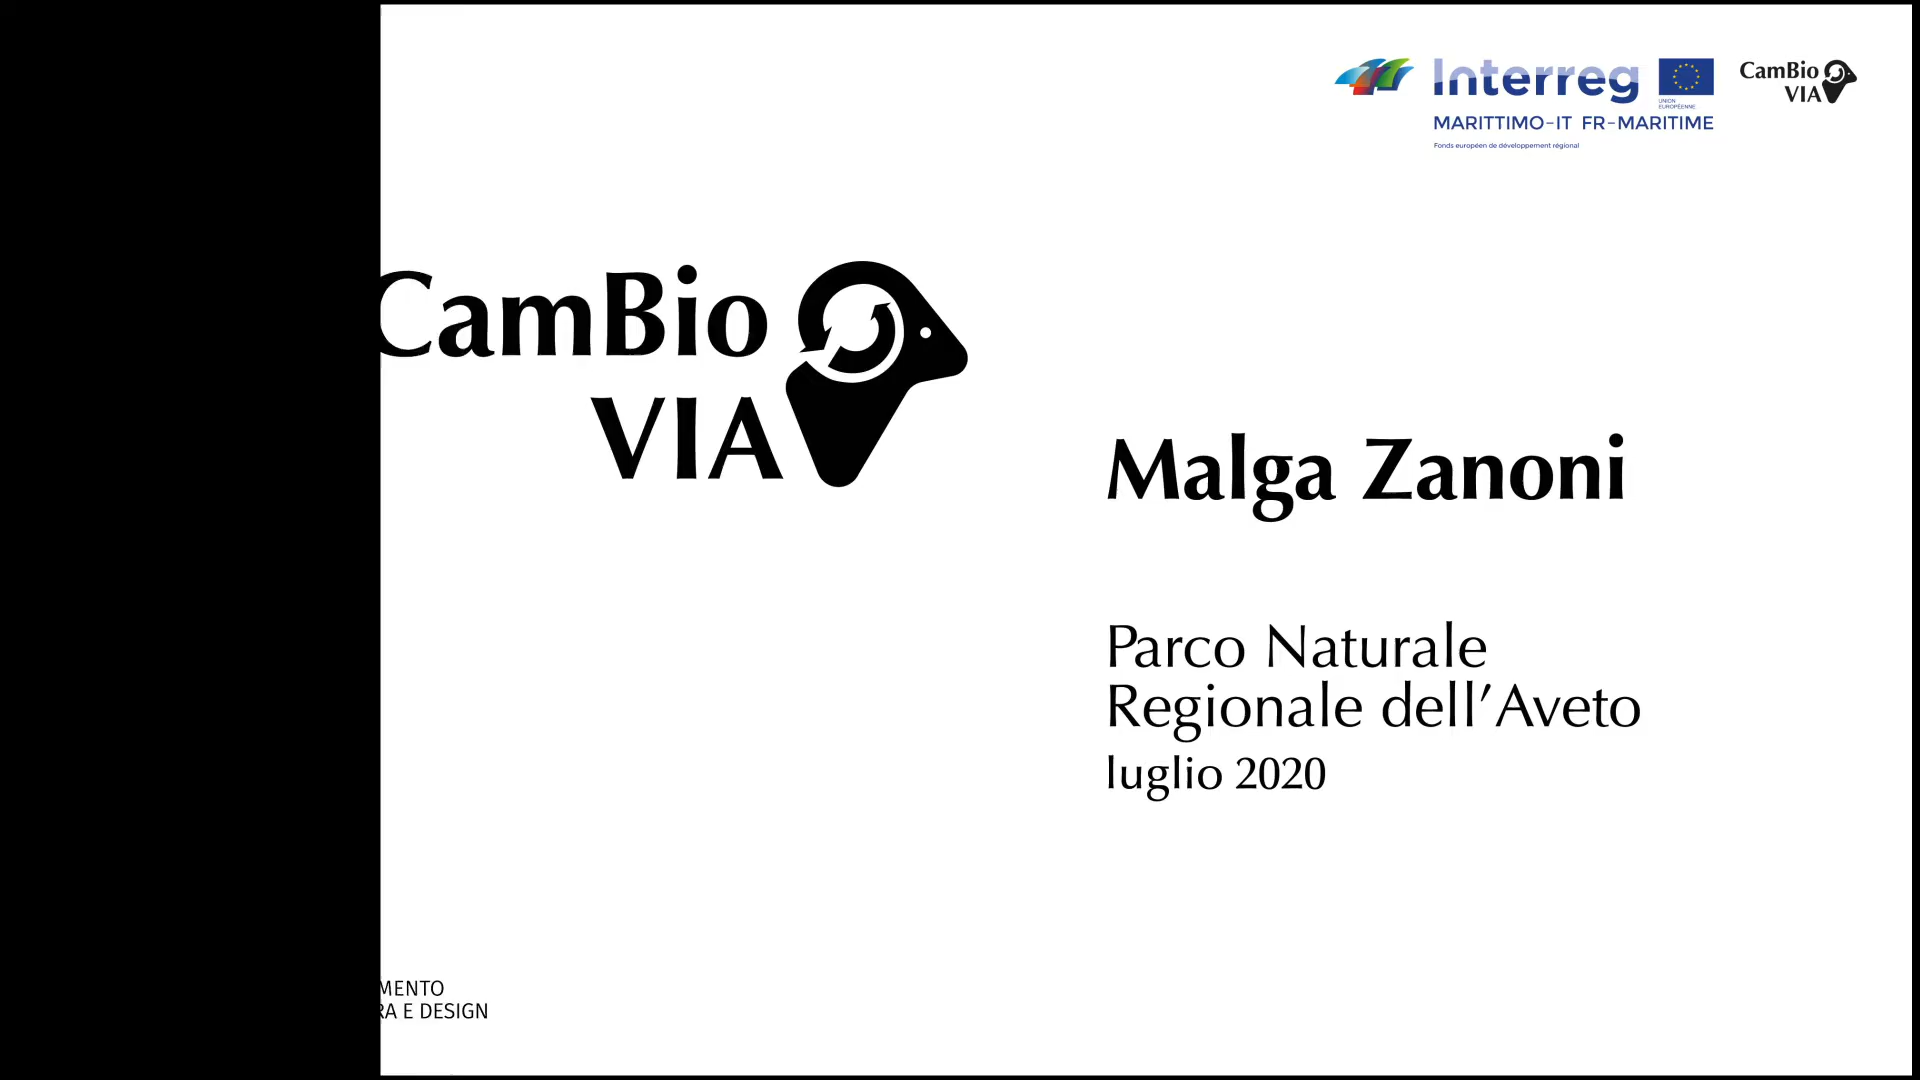 Interreg
UNION
EUROPÉENNE
MARITTIMO-IT FR-MARITIME
Fonds européen de développement régional
CamBio
VIA
CamBio
VIA
Malga Zanoni
Parco Naturale
Regionale dell’Aveto
luglio 2020
MENTO
RA E DESIGN